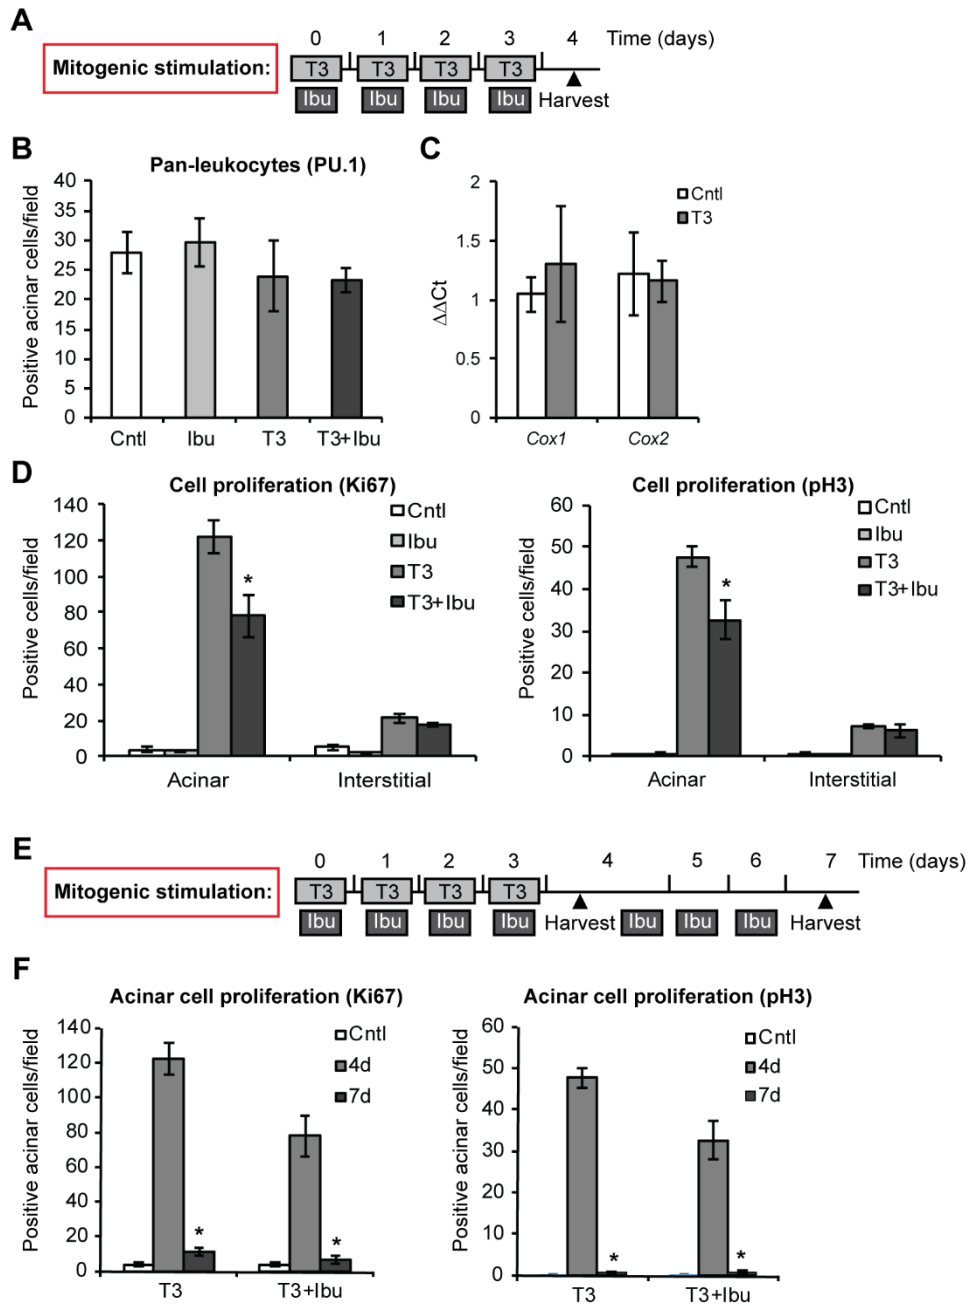 A
0 1 2 3 4 Time (days)
Mitogenic stimulation: T3 T3 T3 T3
Ibu Ibu Ibu Ibu Harvest
B
Pan-leukocytes (PU.1)
Positive acinar cells/field
40
35
30
25
20
15
10
5
0
Cntl Ibu T3 T3+Ibu
C
Cntl
T3
ΔΔCt
2
1.5
1
0.5
0
Cox1 Cox2
D
Cell proliferation (Ki67)
Cntl
Ibu
T3
T3+Ibu
Positive cells/field
140
120
100
80
60
40
20
0
*
Acinar Interstitial
Cell proliferation (pH3)
Cntl
Ibu
T3
T3+Ibu
Positive cells/field
60
50
40
30
20
10
0
*
Acinar Interstitial
E
0 1 2 3 4 5 6 7 Time (days)
Mitogenic stimulation: T3 T3 T3 T3
Ibu Ibu Ibu Ibu Harvest Ibu Ibu Ibu Harvest
F
Acinar cell proliferation (Ki67)
Cntl
4d
7d
Positive acinar cells/field
140
120
100
80
60
40
20
0
* *
T3 T3+Ibu
Acinar cell proliferation (pH3)
Cntl
4d
7d
Positive acinar cells/field
60
50
40
30
20
10
0
* *
T3 T3+Ibu